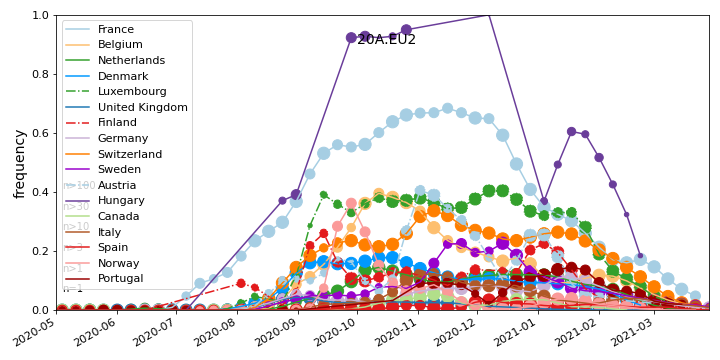 1.0
0.8
0.6
0.4
0.2
0.0
frequency
20A.EU2
France
Belgium
Netherlands
Denmark
Luxembourg
United Kingdom
Finland
Germany
Switzerland
Sweden
Austria
Hungary
Canada
Italy
Spain
Norway
Portugal
n>100
n>30
n>10
n>3
n>1
n=1
2020-05
2020-06
2020-07
2020-08
2020-09
2020-10
2020-11
2020-12
2021-01
2021-02
2021-03